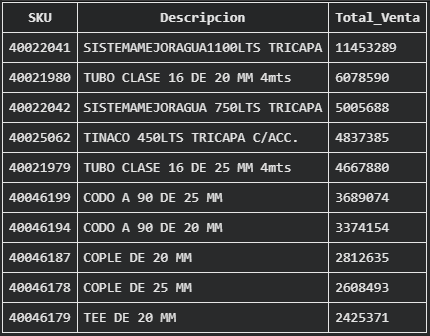 SKU Descripcion Total_Venta
40022041 SISTEMAMEJORAGUA1100LTS TRICAPA 11453289
40021980 TUBO CLASE 16 DE 20 MM 4mts 6078590
40022042 SISTEMAMEJORAGUA 750LTS TRICAPA 5005688
40025062 TINACO 450LTS TRICAPA C/ACC. 4837385
40021979 TUBO CLASE 16 DE 25 MM 4mts 4667880
40046199 CODO A 90 DE 25 MM 3689074
40046194 CODO A 90 DE 20 MM 3374154
40046187 COPLE DE 20 MM 2812635
40046178 COPLE DE 25 MM 2608493
40046179 TEE DE 20 MM 2425371